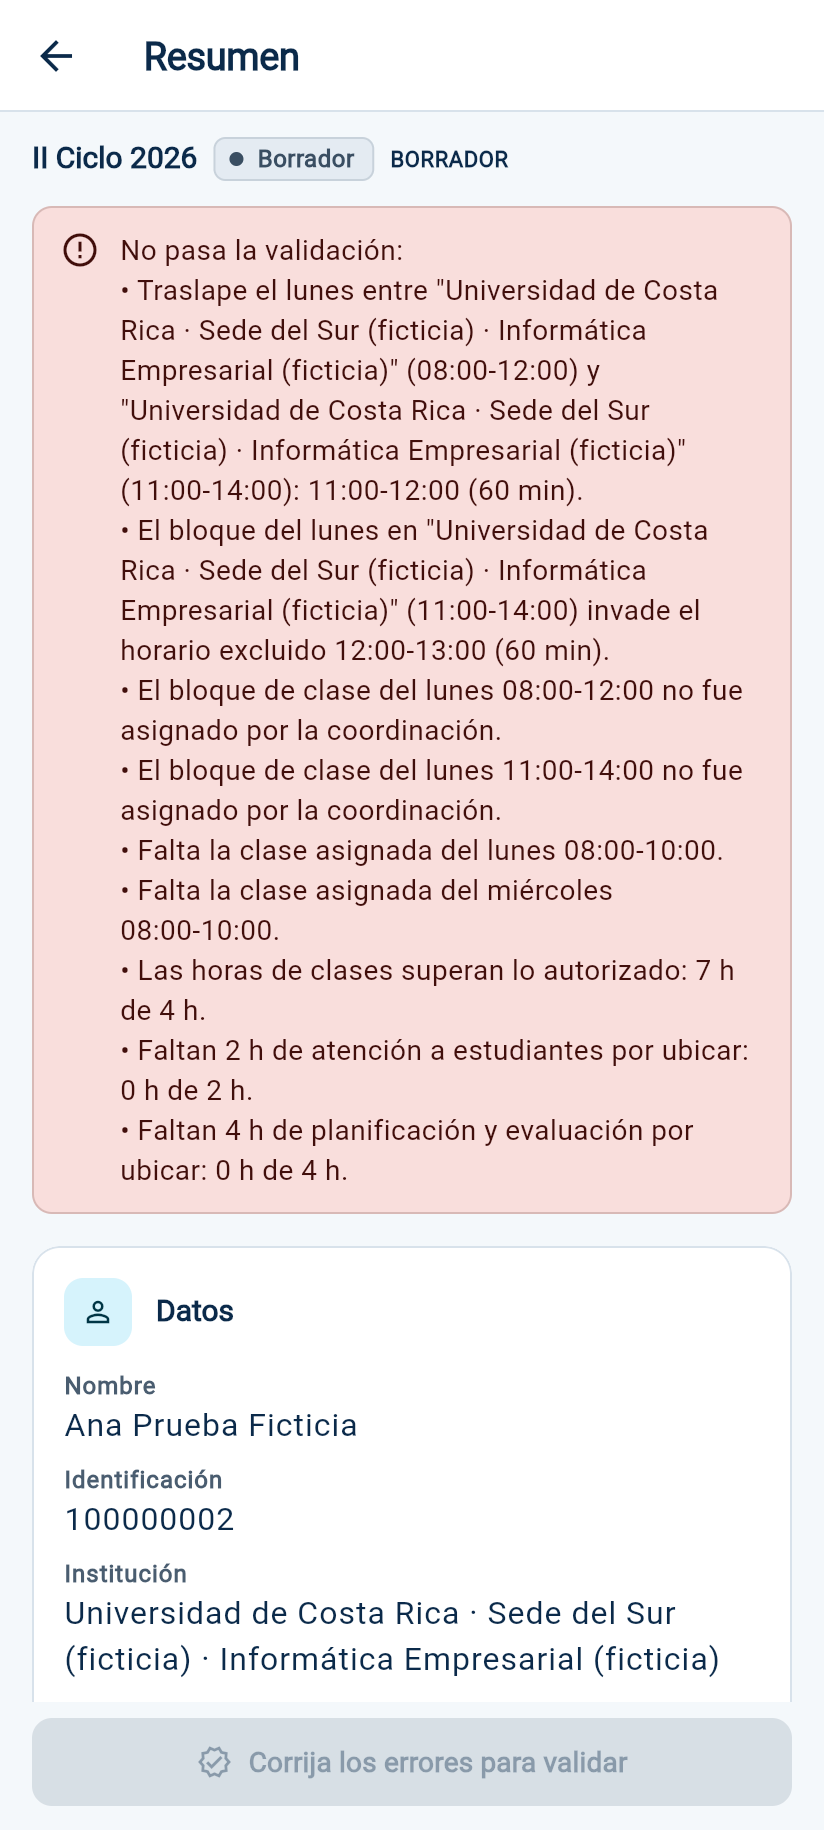 Resumen
II Ciclo 2026 Borrador BORRADOR
No pasa la validación:
• Traslape el lunes entre "Universidad de Costa
Rica · Sede del Sur (ficticia) · Informática
Empresarial (ficticia)" (08:00-12:00) y
"Universidad de Costa Rica · Sede del Sur
(ficticia) · Informática Empresarial (ficticia)"
(11:00-14:00): 11:00-12:00 (60 min).
• El bloque del lunes en "Universidad de Costa
Rica · Sede del Sur (ficticia) · Informática
Empresarial (ficticia)" (11:00-14:00) invade el
horario excluido 12:00-13:00 (60 min).
• El bloque de clase del lunes 08:00-12:00 no fue
asignado por la coordinación.
• El bloque de clase del lunes 11:00-14:00 no fue
asignado por la coordinación.
• Falta la clase asignada del lunes 08:00-10:00.
• Falta la clase asignada del miércoles
08:00-10:00.
• Las horas de clases superan lo autorizado: 7 h
de 4 h.
• Faltan 2 h de atención a estudiantes por ubicar:
0 h de 2 h.
• Faltan 4 h de planificación y evaluación por
ubicar: 0 h de 4 h.
Datos
Nombre
Ana Prueba Ficticia
Identificación
100000002
Institución
Universidad de Costa Rica · Sede del Sur
(ficticia) · Informática Empresarial (ficticia)
Corrija los errores para validar